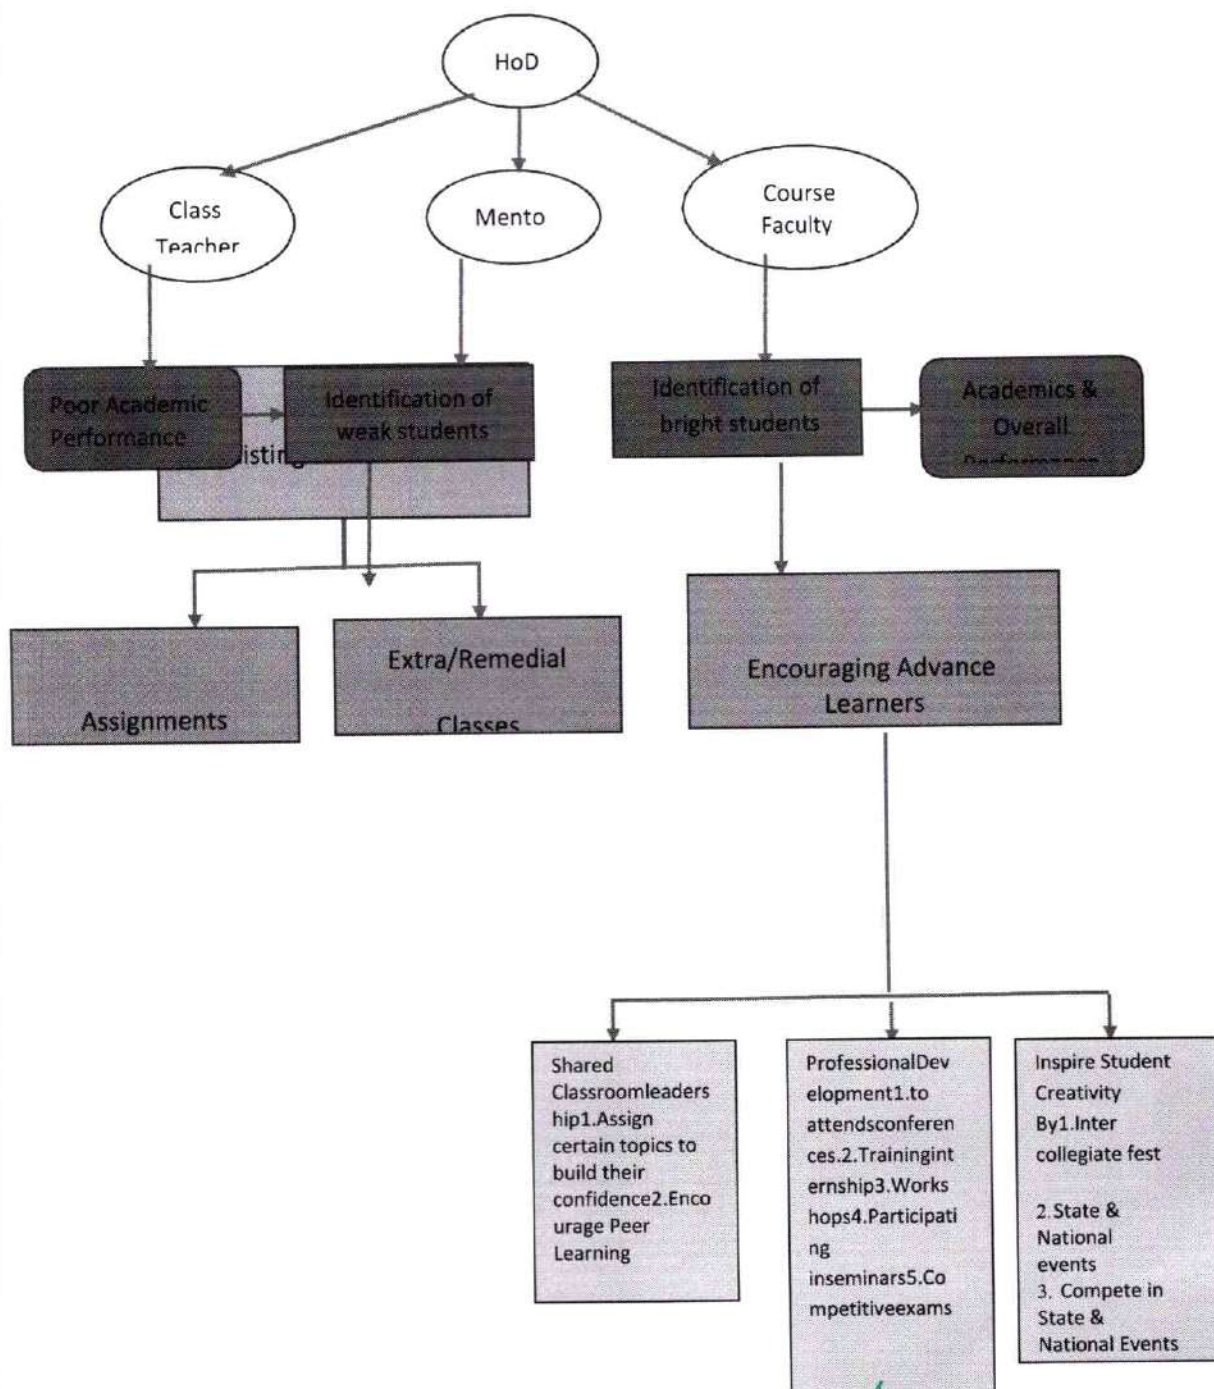 HoD
Class
Teacher
Mento
Course
Faculty
Poor Academic
Performance
Identification of
weak students
isting
Identification of
bright students
Academics &
Overall
Performance
Assignments
Extra/Remedial
Classes
Encouraging Advance
Learners
Shared
Classroomleaders
hip1.Assign
certain topics to
build their
confidence2.Enco
urage Peer
Learning
ProfessionalDev
elopment1.to
attendsconferen
ces.2.Trainingint
ernship3.Works
hops4.Participati
ng
inseminars5.Co
mpetitiveexams
Inspire Student
Creativity
By1.Inter
collegiate fest
2.State &
National
events
3. Compete in
State &
National Events